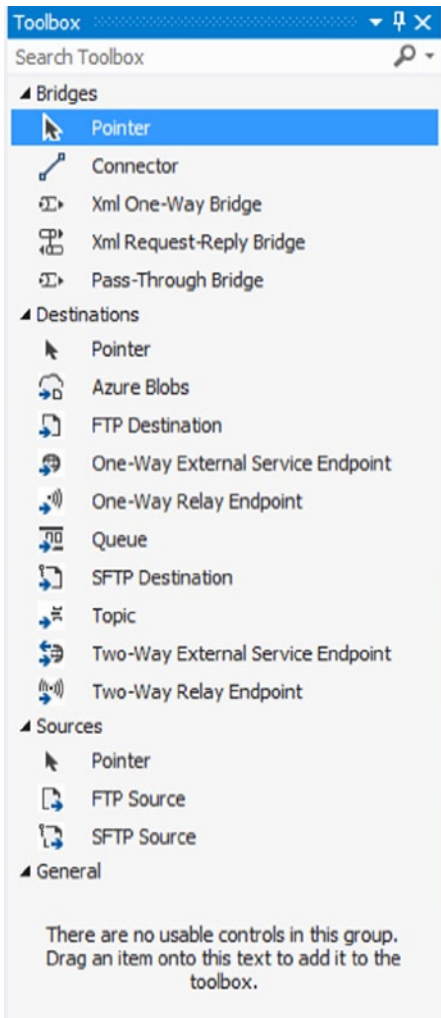 Toolbox
Search Toolbox
Bridges
Pointer
Connector
Xml One-Way Bridge
Xml Request-Reply Bridge
Pass-Through Bridge
Destinations
Pointer
Azure Blobs
FTP Destination
One-Way External Service Endpoint
One-Way Relay Endpoint
Queue
SFTP Destination
Topic
Two-Way External Service Endpoint
Two-Way Relay Endpoint
Sources
Pointer
FTP Source
SFTP Source
General
There are no usable controls in this group.
Drag an item onto this text to add it to the
toolbox.